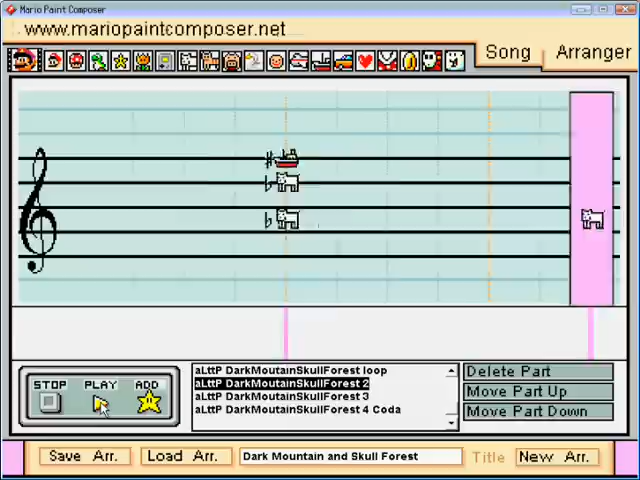 Mario Paint Composer
www.mariopaintcomposer.net
Song
Arranger
STOP
PLAY
ADD
aLttP DarkMoutainSkullForest loop
aLttP DarkMoutainSkullForest 2
aLttP DarkMoutainSkullForest 3
aLttP DarkMoutainSkullForest 4 Coda
Delete Part
Move Part Up
Move Part Down
Save Arr.
Load Arr.
Dark Mountain and Skull Forest
Title
New Arr.